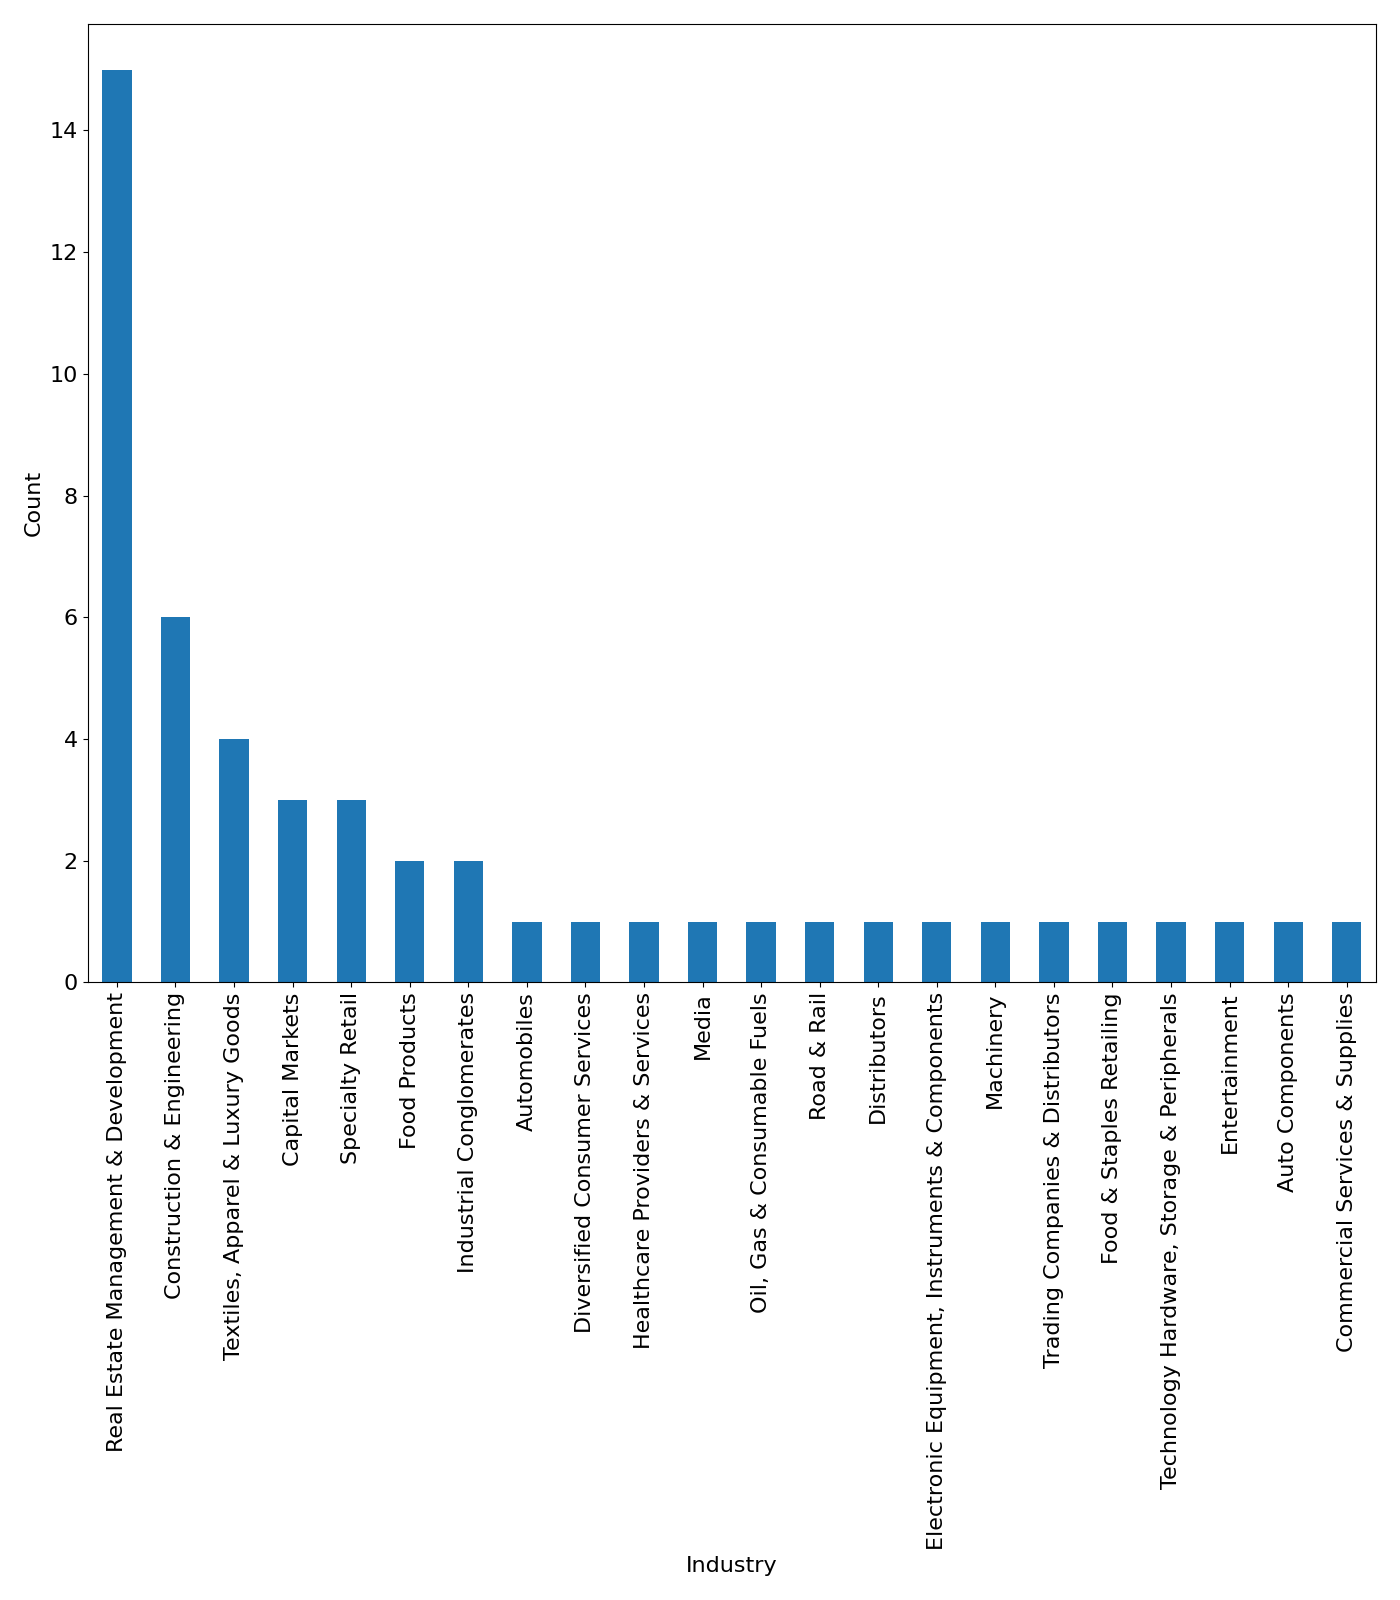 14
12
10
8
6
4
2
0
Count
Real Estate Management & Development
Construction & Engineering
Textiles, Apparel & Luxury Goods
Capital Markets
Specialty Retail
Food Products
Industrial Conglomerates
Automobiles
Diversified Consumer Services
Healthcare Providers & Services
Media
Oil, Gas & Consumable Fuels
Road & Rail
Distributors
Electronic Equipment, Instruments & Components
Machinery
Trading Companies & Distributors
Food & Staples Retailing
Technology Hardware, Storage & Peripherals
Entertainment
Auto Components
Commercial Services & Supplies
Industry